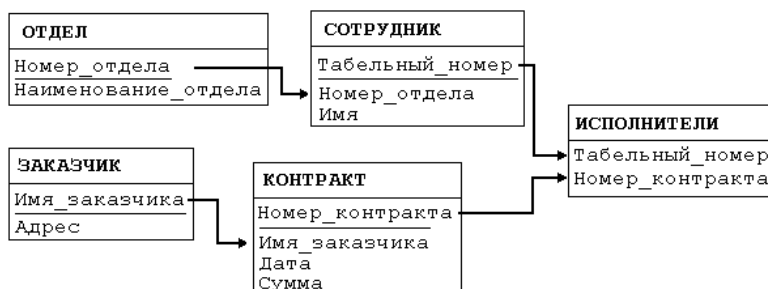 ОТДЕЛ
Номер_отдела
Наименование_отдела
СОТРУДНИК
Табельный_номер
Номер_отдела
Имя
ИСПОЛНИТЕЛИ
Табельный_номер
Номер_контракта
ЗАКАЗЧИК
Имя_заказчика
Адрес
КОНТРАКТ
Номер_контракта
Имя_заказчика
Дата
Сумма